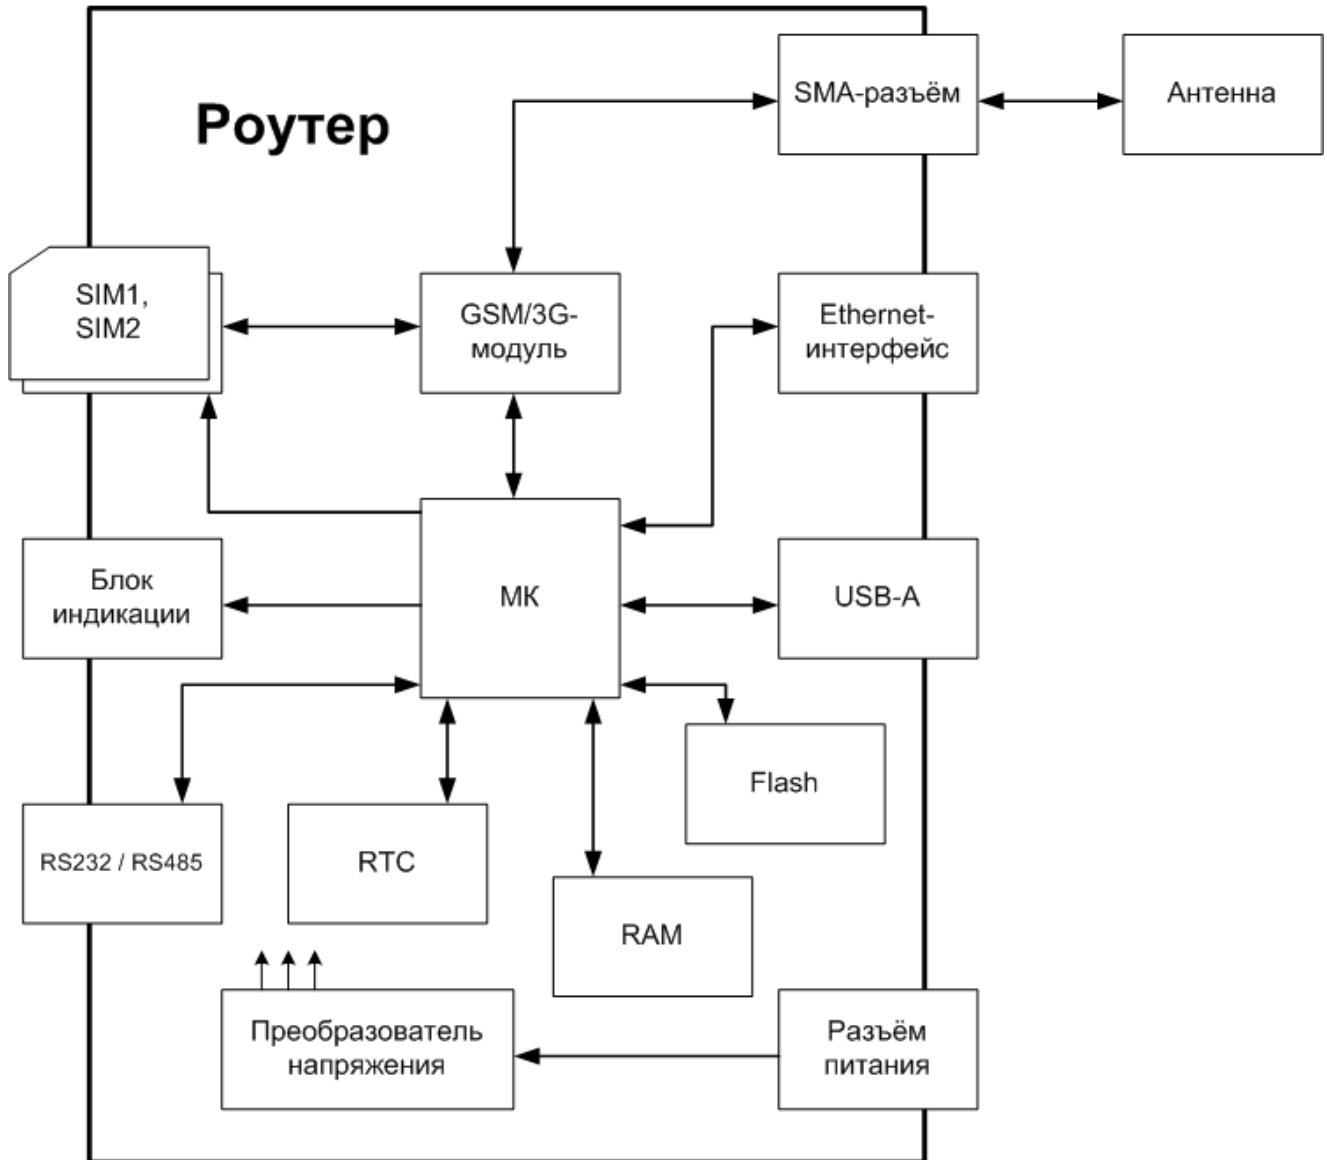 Роутер
SMA-разъём
Антенна
SIM1,
SIM2
GSM/3G-
модуль
Ethernet-
интерфейс
Блок
индикации
МК
USB-A
Flash
RS232 / RS485
RTC
RAM
Преобразователь
напряжения
Разъём
питания